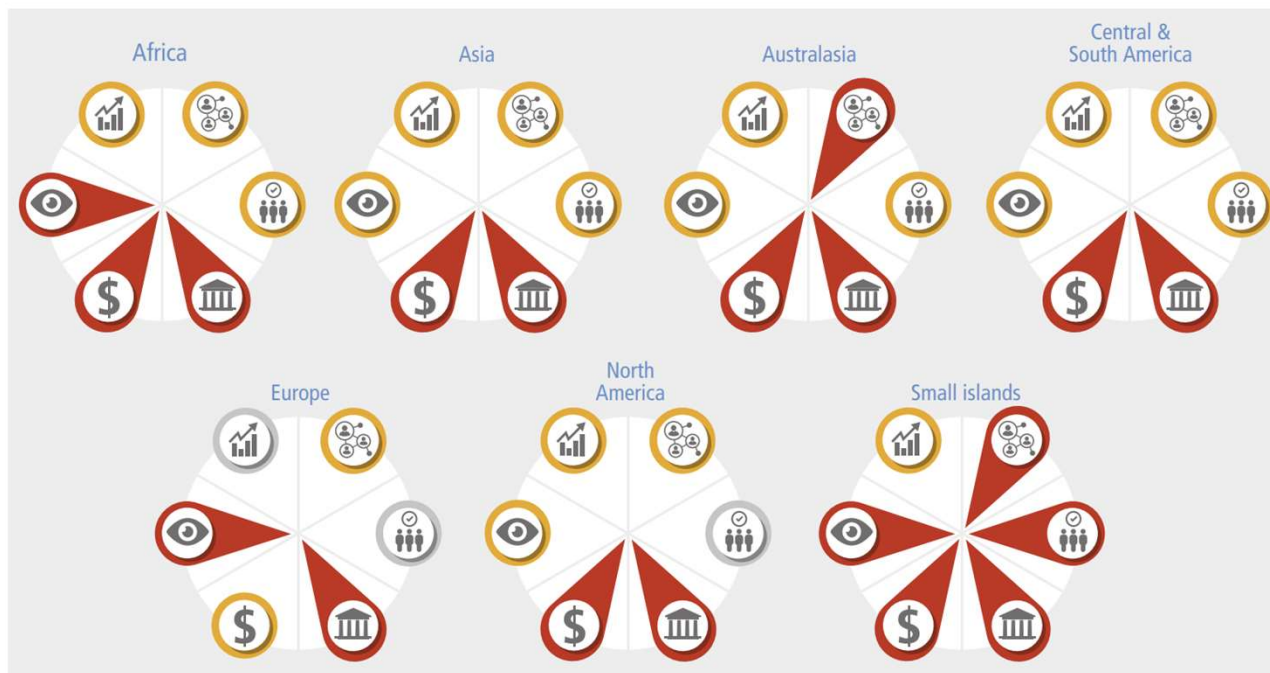 Africa
Asia
Australasia
Central &
South America
$
$
$
$
Europe
North
America
Small islands
$
$
$